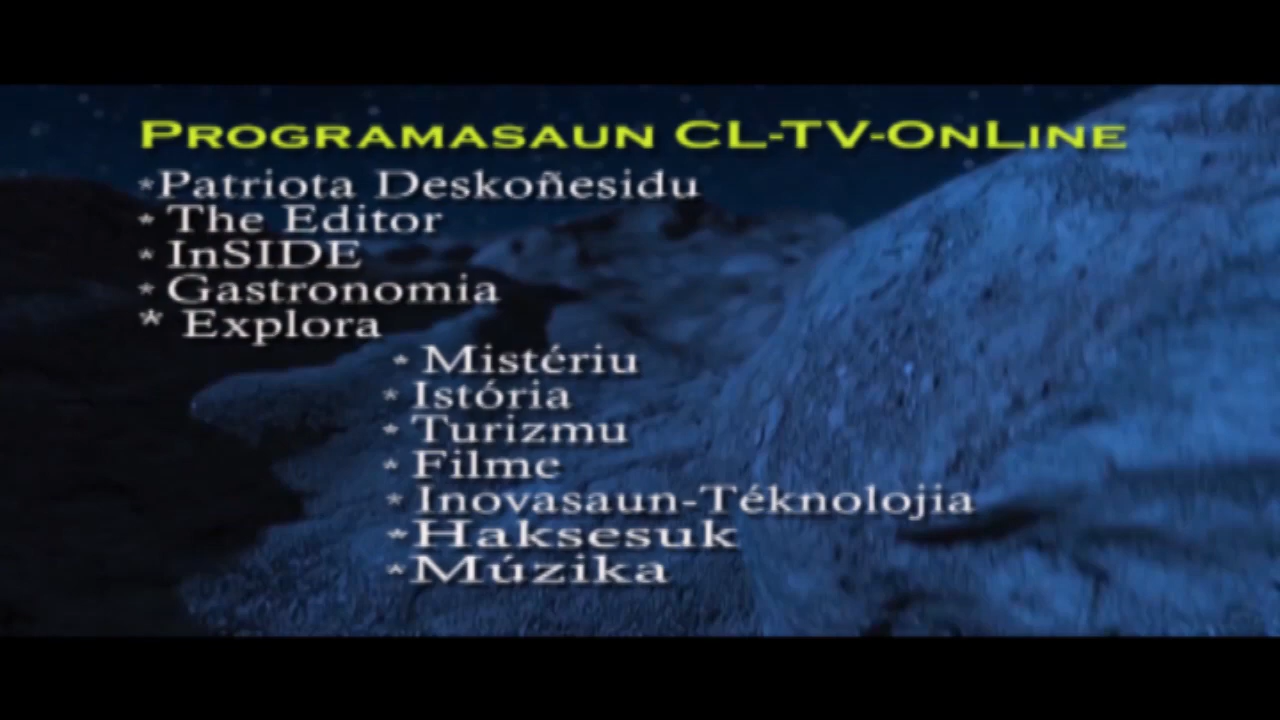 Programasaun CL-TV-OnLine
*Patriota Deskoñesidu
* The Editor
* InSIDE
* Gastronomia
* Explora
* Mistériu
* Istória
* Turizmu
* Filme
* Inovasaun-Téknolojia
*Haksesuk
*Múzika